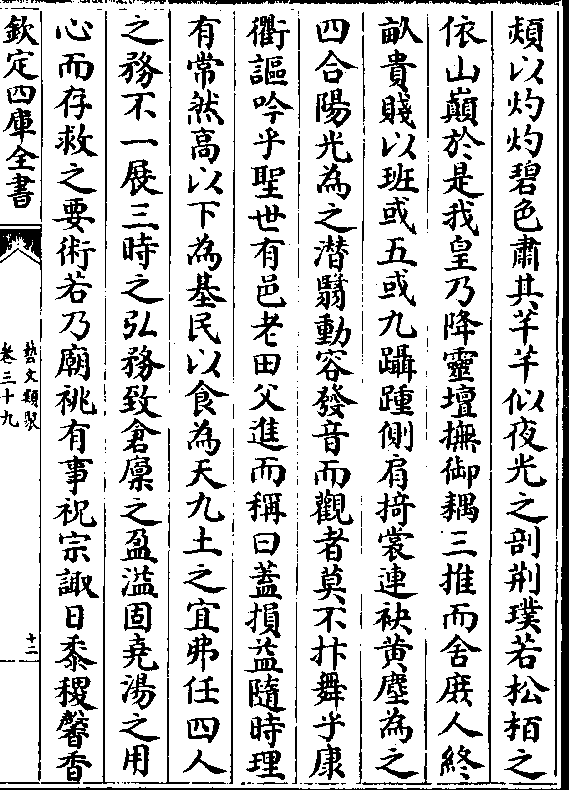 熲以灼灼碧色肅其芊芊似夜光之剖荆璞若松栢之
依山巔於是我皇乃降靈壇撫御耦三推而舍庶人終
畝貴賤以班或五或九躡踵側肩掎裳連袂黄塵為之
四合陽光為之潛翳動容發音而觀者莫不抃舞乎康
衢謳吟乎聖世有邑老田父進而稱曰蓋損益隨時理
有常然高以下為基民以食為天九土之宜弗任四人
之務不一展三時之弘務致倉廪之盈溢固堯湯之用
心而存救之要術若乃廟祧有事祝宗諏日黍稷馨香
欽定四庫全書
藝文類聚
卷三十九
十二